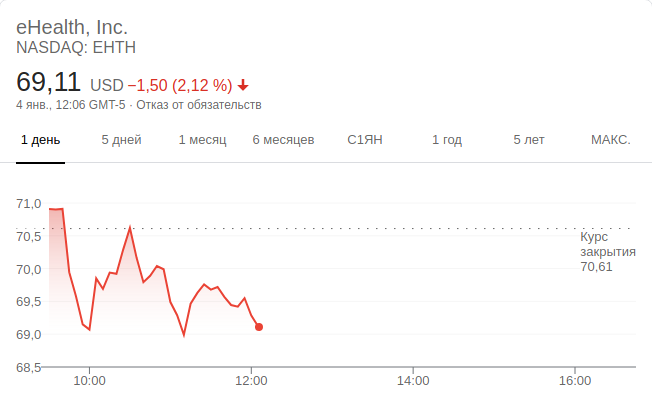 eHealth, Inc.
NASDAQ: EHTH
69,11 USD −1,50 (2,12 %)
4 янв., 12:06 GMT-5 · Отказ от обязательств
1 день 5 дней 1 месяц 6 месяцев С1ЯН 1 год 5 лет МАКС.
71,0
70,5
Курс
закрытия
70,61
70,0
69,5
69,0
68,5
10:00 12:00 14:00 16:00